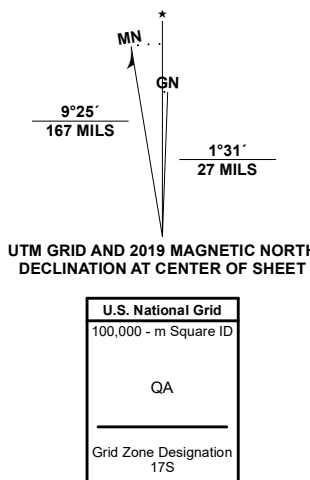 ★
MN
GN
9°25´
167 MILS
1°31´
27 MILS
UTM GRID AND 2019 MAGNETIC NORTH
DECLINATION AT CENTER OF SHEET
U.S. National Grid
100,000 - m Square ID
QA
Grid Zone Designation
17S